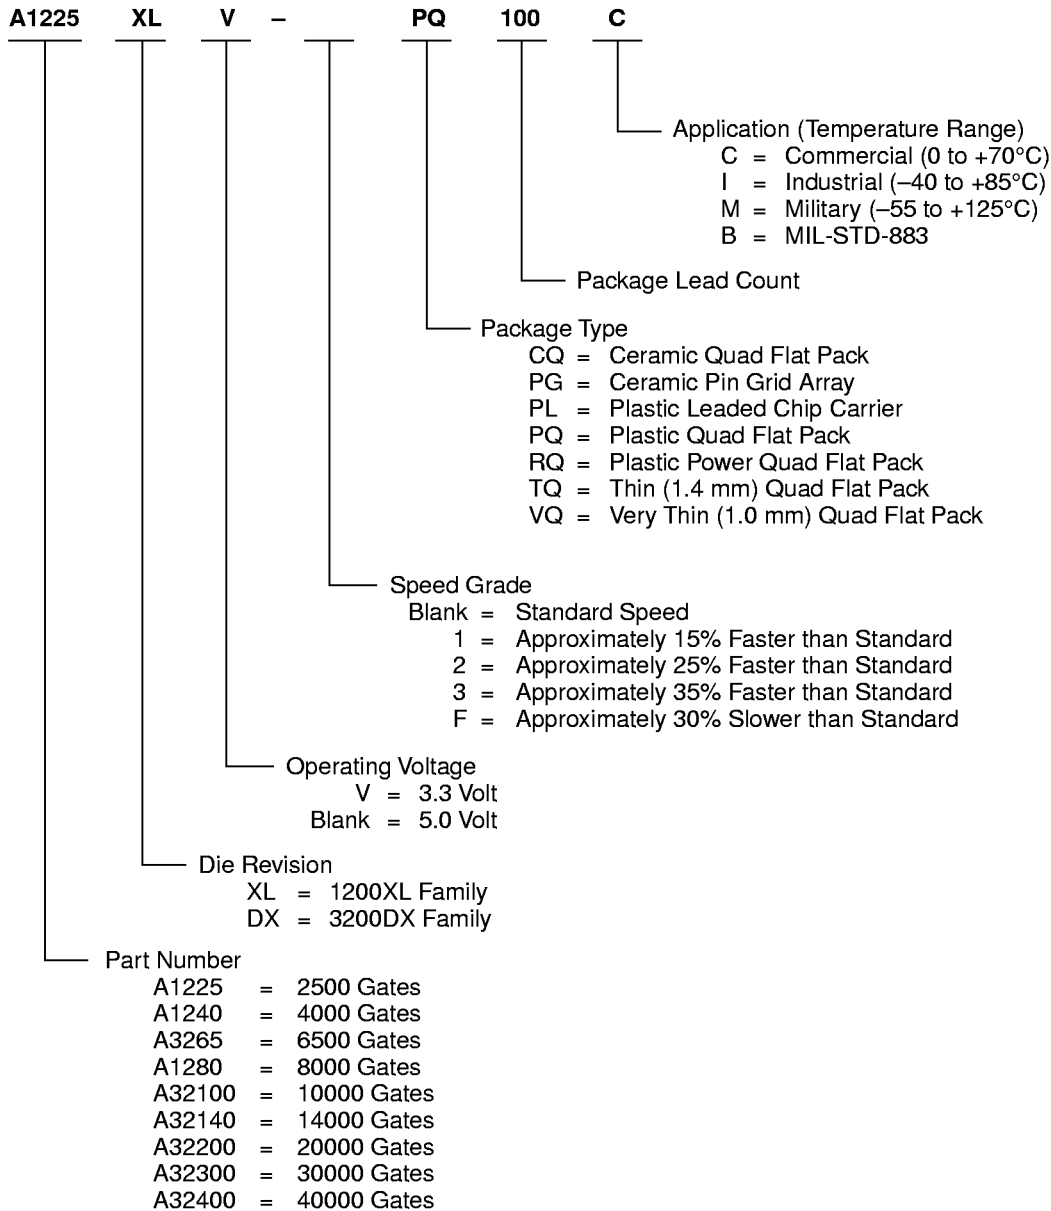 A1225 XL V – PQ 100 C
Application (Temperature Range)
C = Commercial (0 to +70°C)
I = Industrial (–40 to +85°C)
M = Military (–55 to +125°C)
B = MIL-STD-883
Package Lead Count
Package Type
CQ = Ceramic Quad Flat Pack
PG = Ceramic Pin Grid Array
PL = Plastic Leaded Chip Carrier
PQ = Plastic Quad Flat Pack
RQ = Plastic Power Quad Flat Pack
TQ = Thin (1.4 mm) Quad Flat Pack
VQ = Very Thin (1.0 mm) Quad Flat Pack
Speed Grade
Blank = Standard Speed
1 = Approximately 15% Faster than Standard
2 = Approximately 25% Faster than Standard
3 = Approximately 35% Faster than Standard
F = Approximately 30% Slower than Standard
Operating Voltage
V = 3.3 Volt
Blank = 5.0 Volt
Die Revision
XL = 1200XL Family
DX = 3200DX Family
Part Number
A1225 = 2500 Gates
A1240 = 4000 Gates
A3265 = 6500 Gates
A1280 = 8000 Gates
A32100 = 10000 Gates
A32140 = 14000 Gates
A32200 = 20000 Gates
A32300 = 30000 Gates
A32400 = 40000 Gates